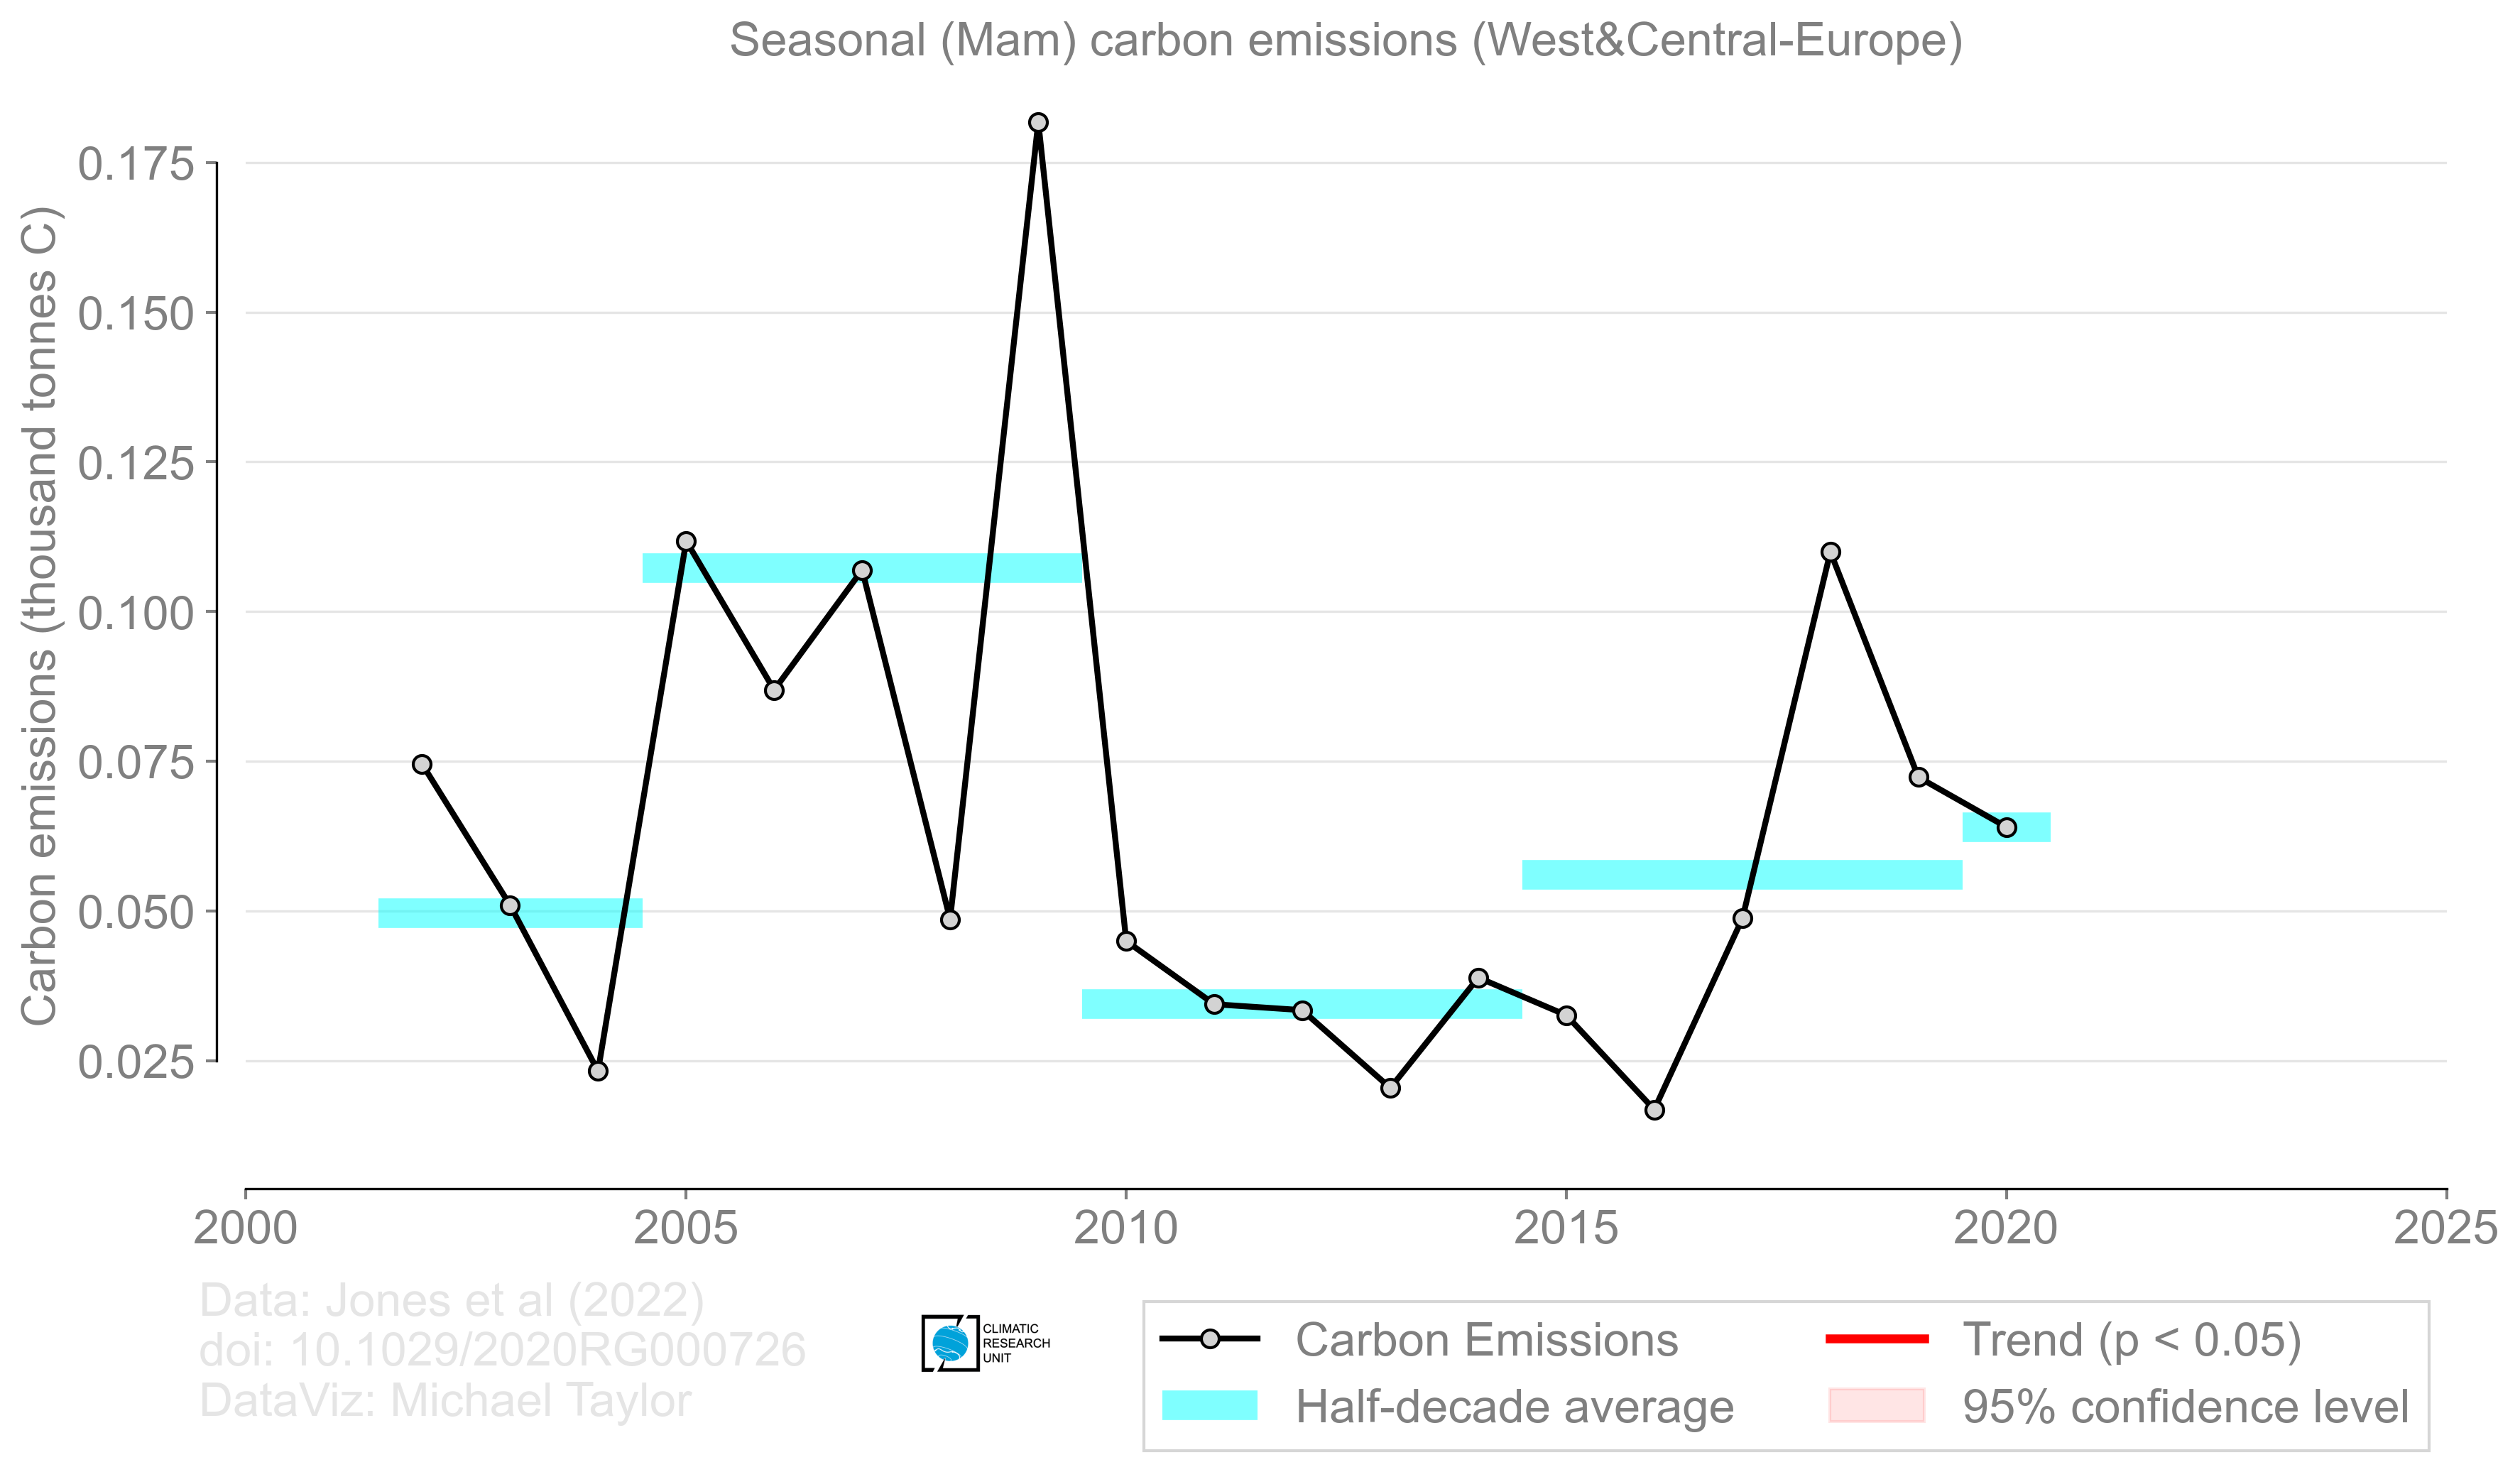 Seasonal (Mam) carbon emissions (West&Central-Europe)
Carbon emissions (thousand tonnes C)
0.175
0.150
0.125
0.100
0.075
0.050
0.025
2000
2005
2010
2015
2020
2025
Data: Jones et al (2022)
doi: 10.1029/2020RG000726
DataViz: Michael Taylor
CLIMATIC
RESEARCH
UNIT
Carbon Emissions
Half-decade average
Trend (p < 0.05)
95% confidence level